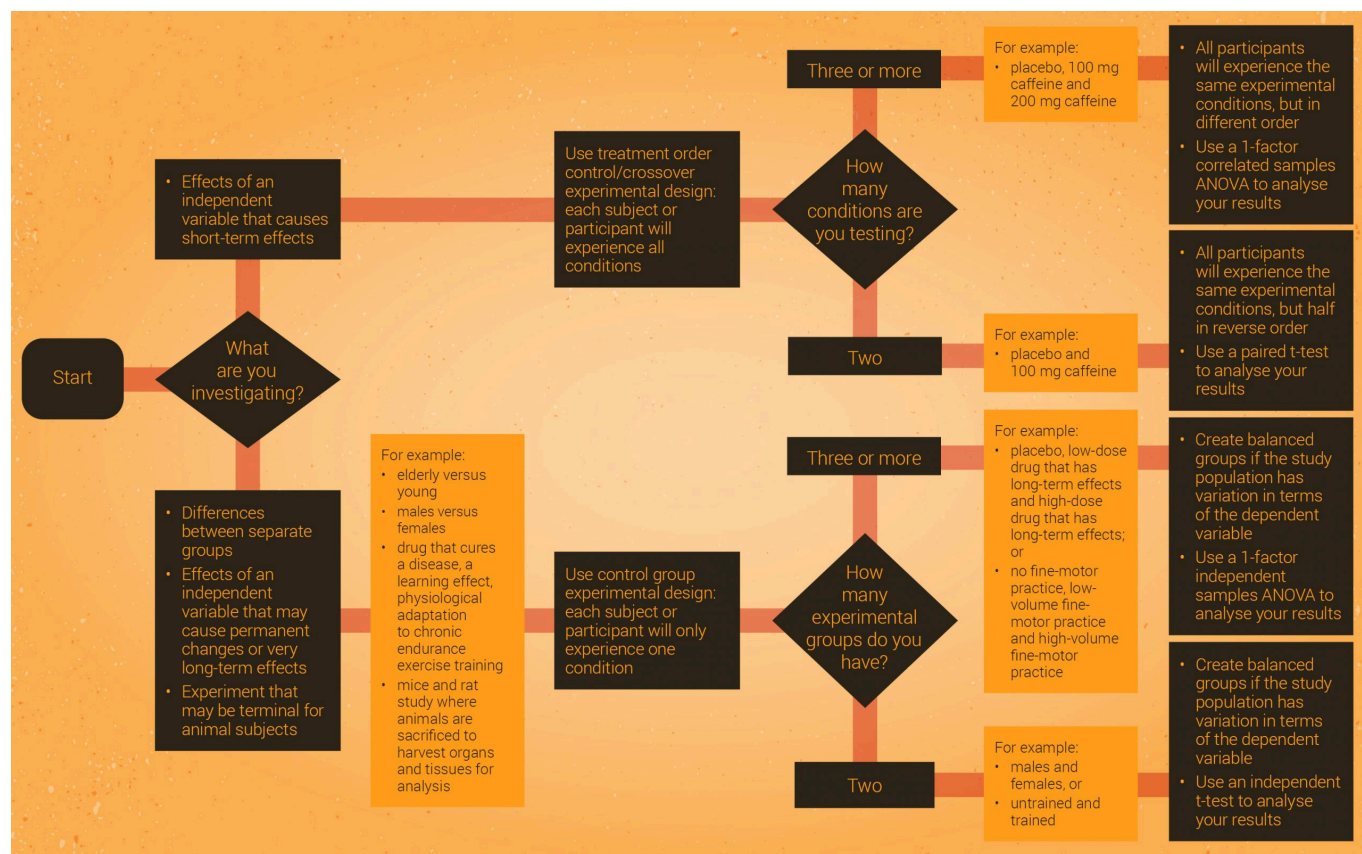 Start
What
are you
investigating?
• Effects of an
independent
variable that causes
short-term effects
Use treatment order
control/crossover
experimental design:
each subject or
participant will
experience all
conditions
How
many
conditions are
you testing?
Three or more
For example:
• placebo, 100 mg
caffeine and
200 mg caffeine
• All participants
will experience the
same experimental
conditions, but in
different order
• Use a 1-factor
correlated samples
ANOVA to analyse
your results
Two
For example:
• placebo and
100 mg caffeine
• All participants
will experience the
same experimental
conditions, but half
in reverse order
• Use a paired t-test
to analyse your
results
• Differences
between separate
groups
• Effects of an
independent
variable that may
cause permanent
changes or very
long-term effects
• Experiment that
may be terminal for
animal subjects
For example:
• elderly versus
young
• males versus
females
• drug that cures
a disease, a
learning effect,
physiological
adaptation
to chronic
endurance
exercise training
• mice and rat
study where
animals are
sacrificed to
harvest organs
and tissues for
analysis
Use control group
experimental design:
each subject or
participant will only
experience one
condition
How
many
experimental
groups do you
have?
Three or more
For example:
• placebo, low-dose
drug that has
long-term effects
and high-dose
drug that has
long-term effects;
or
• no fine-motor
practice, low-
volume fine-
motor practice
and high-volume
fine-motor
practice
• Create balanced
groups if the study
population has
variation in terms
of the dependent
variable
• Use a 1-factor
independent
samples ANOVA to
analyse your results
Two
For example:
• males and
females, or
• untrained and
trained
• Create balanced
groups if the study
population has
variation in terms
of the dependent
variable
• Use an independent
t-test to analyse
your results